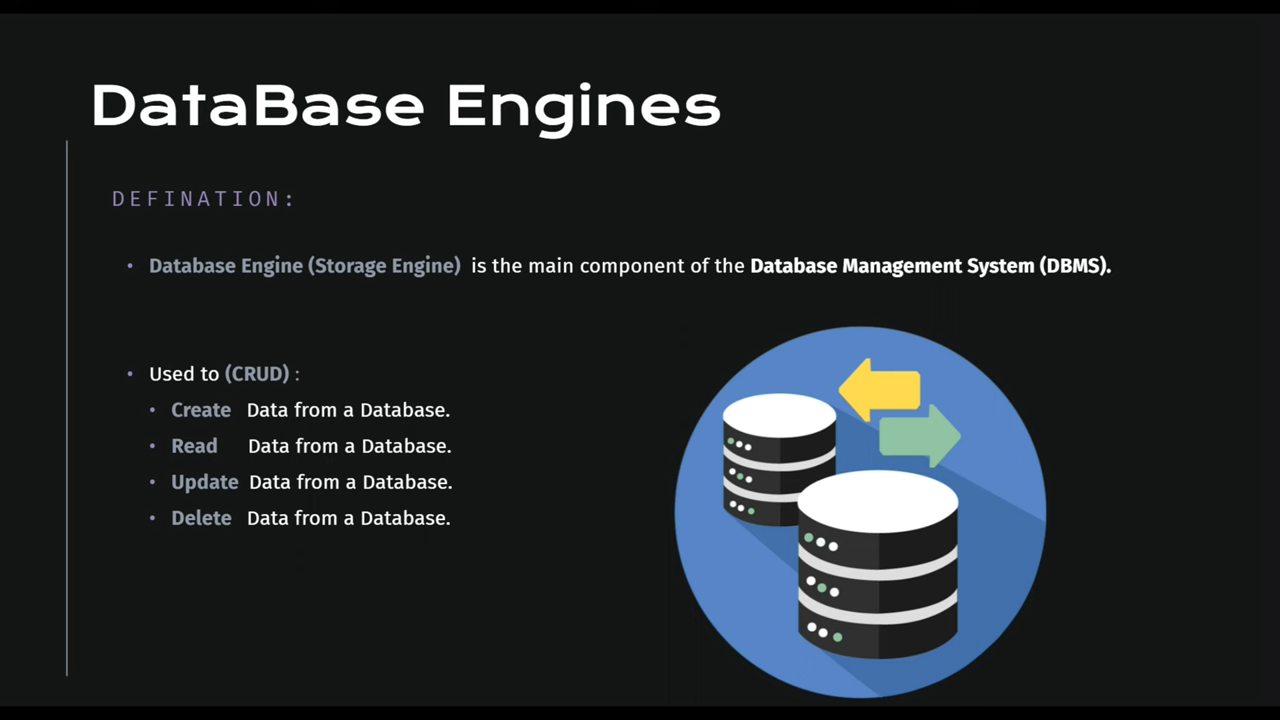 DataBase Engines
DEFINATION:
• Database Engine (Storage Engine) is the main component of the Database Management System (DBMS).
• Used to (CRUD) :
• Create Data from a Database.
• Read Data from a Database.
• Update Data from a Database.
• Delete Data from a Database.